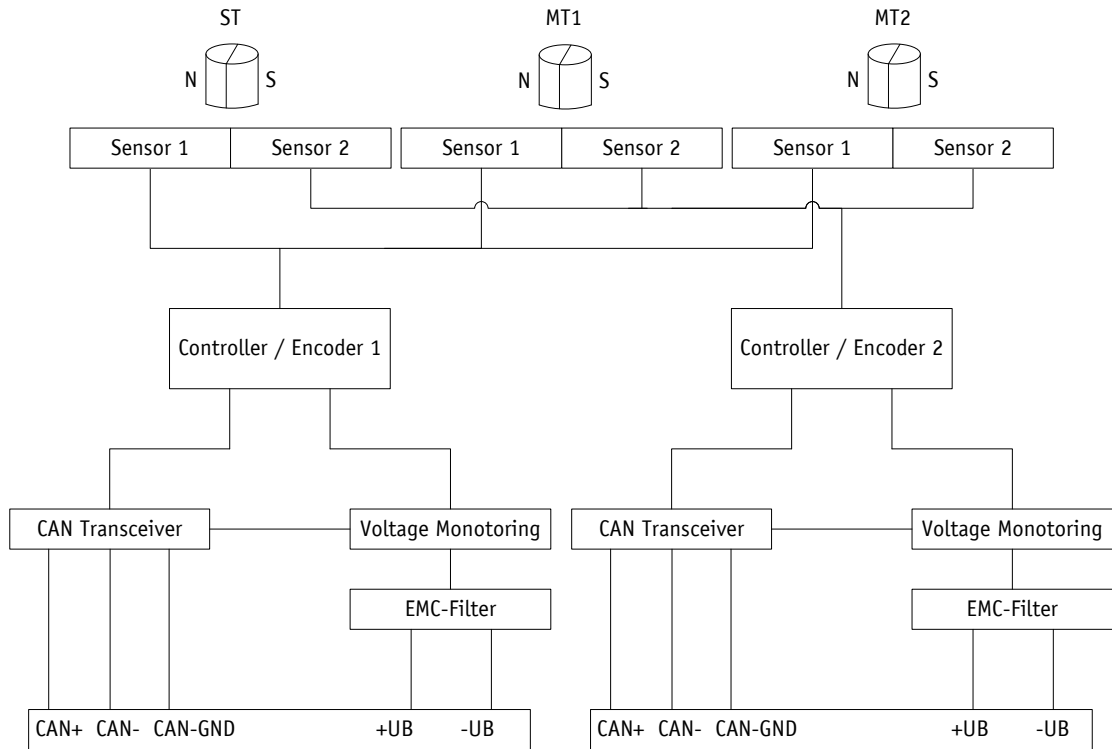 ST MT1 MT2
N S N S N S
Sensor 1 Sensor 2 Sensor 1 Sensor 2 Sensor 1 Sensor 2
Controller / Encoder 1 Controller / Encoder 2
CAN Transceiver Voltage Monotoring CAN Transceiver Voltage Monotoring
EMC-Filter EMC-Filter
CAN+ CAN- CAN-GND +UB -UB CAN+ CAN- CAN-GND +UB -UB